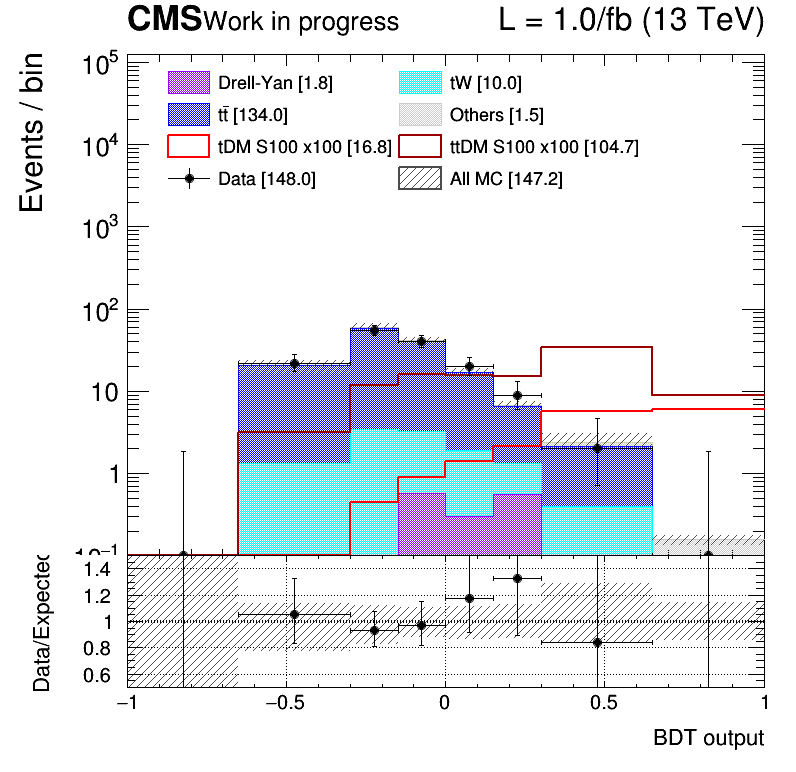 CMS Work in progress L = 1.0/fb (13 TeV)
Events / bin
10⁵
10⁴
10³
10²
10
1
Drell-Yan [1.8] tW [10.0]
tt̄ [134.0] Others [1.5]
tDM S100 x100 [16.8] ttDM S100 x100 [104.7]
Data [148.0] All MC [147.2]
Data/Expected
1.4
1.2
1
0.8
0.6
−1 −0.5 0 0.5 1
BDT output